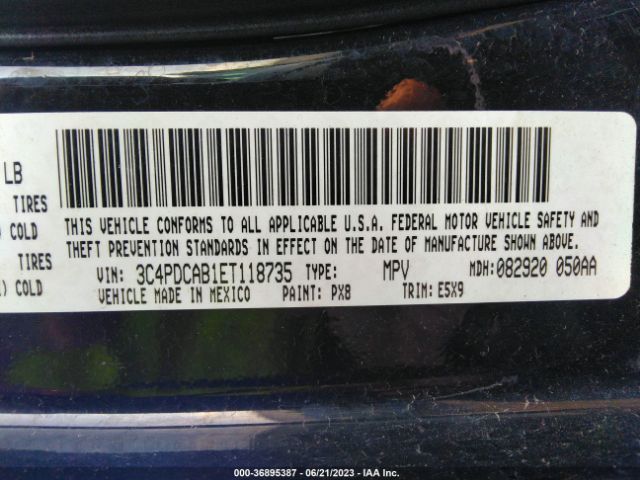 LB
TIRES
COLD
TIRES
) COLD
THIS VEHICLE CONFORMS TO ALL APPLICABLE U.S.A. FEDERAL MOTOR VEHICLE SAFETY AND
THEFT PREVENTION STANDARDS IN EFFECT ON THE DATE OF MANUFACTURE SHOWN ABOVE.
VIN: 3C4PDCAB1ET118735 TYPE: MPV MDH:082920 050AA
VEHICLE MADE IN MEXICO PAINT: PX8 TRIM: E5X9
000-36895387 - 06/21/2023 - IAA Inc.